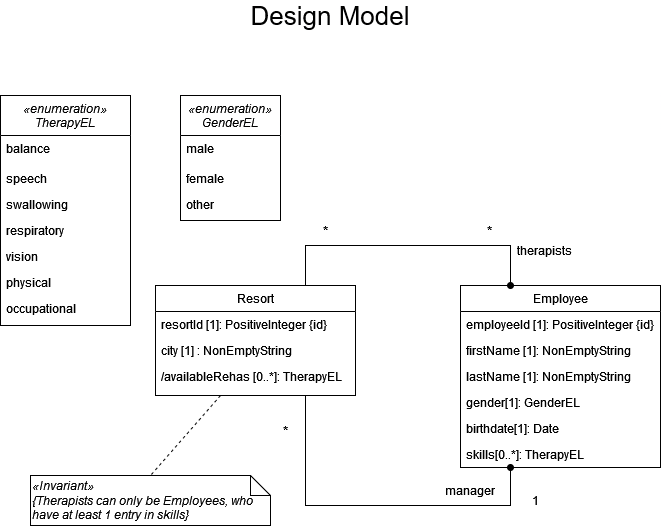 Design Model
«enumeration»
TherapyEL
balance
speech
swallowing
respiratory
vision
physical
occupational
«enumeration»
GenderEL
male
female
other
*
*
therapists
Resort
resortId [1]: PositiveInteger {id}
city [1] : NonEmptyString
/availableRehas [0..*]: TherapyEL
Employee
employeeId [1]: PositiveInteger {id}
firstName [1]: NonEmptyString
lastName [1]: NonEmptyString
gender[1]: GenderEL
birthdate[1]: Date
skills[0..*]: TherapyEL
*
manager
1
«Invariant»
{Therapists can only be Employees, who
have at least 1 entry in skills}